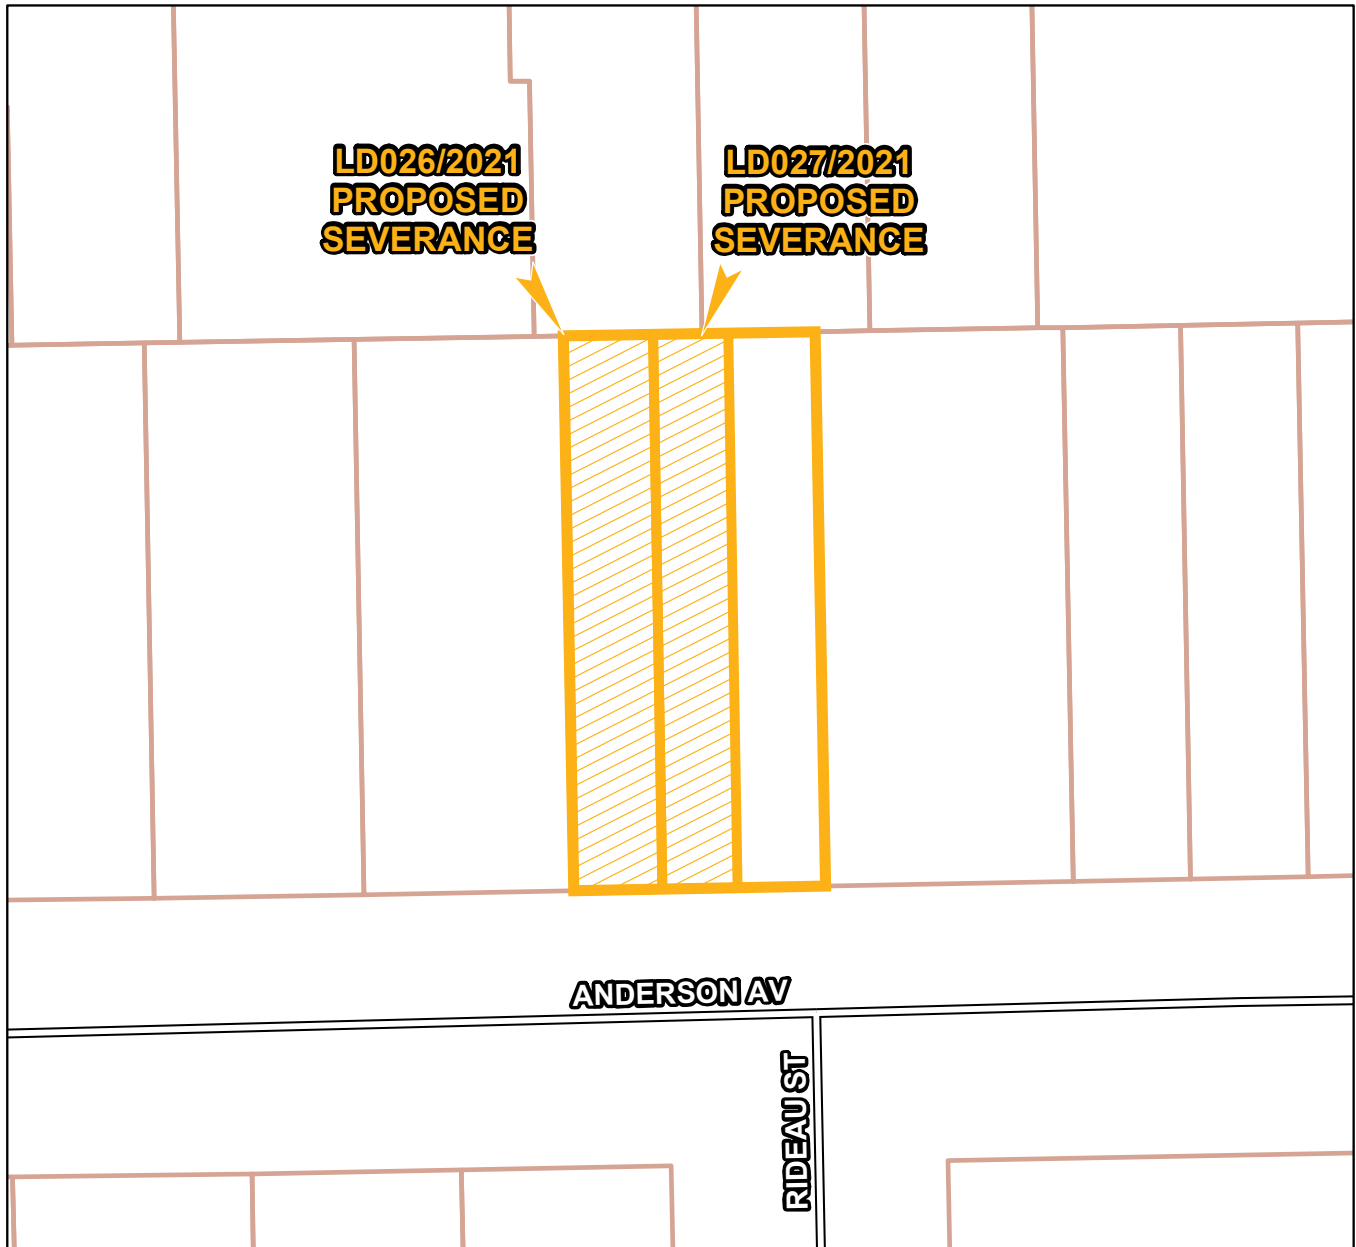 LD026/2021
PROPOSED
SEVERANCE
LD027/2021
PROPOSED
SEVERANCE
ANDERSON AV
RIDEAU ST